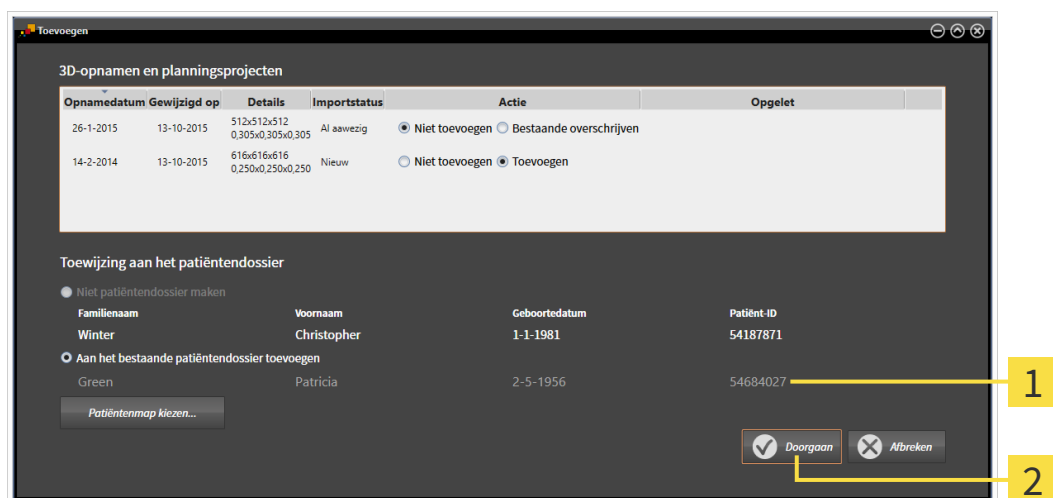 Toevoegen
3D-opnamen en planningsprojecten
Opnamedatum Gewijzigd op Details Importstatus Actie Opgelet
26-1-2015 13-10-2015 512x512x512 0,305x0,305x0,305 Al aawezig Niet toevoegen Bestaande overschrijven
14-2-2014 13-10-2015 616x616x616 0,250x0,250x0,250 Nieuw Niet toevoegen Toevoegen
Toewijzing aan het patiëntendossier
Niet patiëntendossier maken
Familienaam Voornaam Geboortedatum Patiënt-ID
Winter Christopher 1-1-1981 54187871
Aan het bestaande patiëntendossier toevoegen
Green Patricia 2-5-1956 54684027 1
Patiëntenmap kiezen...
Doorgaan Afbreken
2